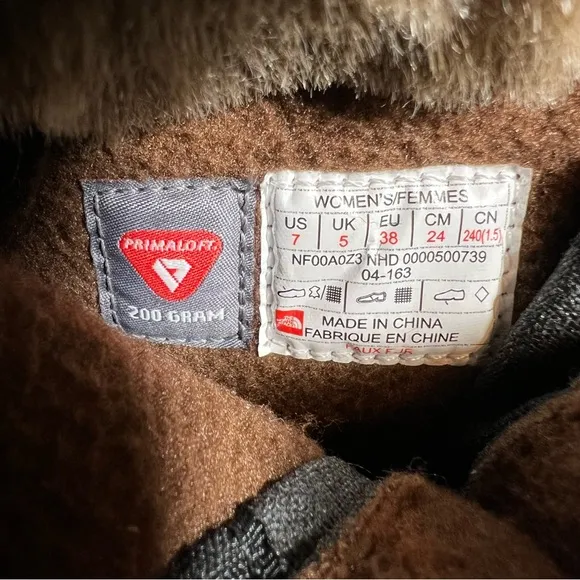 PRIMALOFT
200 GRAM
WOMEN'S/FEMMES
US UK EU CM CN
7 5 38 24 240(1.5)
NF00A0Z3 NHD 0000500739
04-163
MADE IN CHINA
FABRIQUE EN CHINE